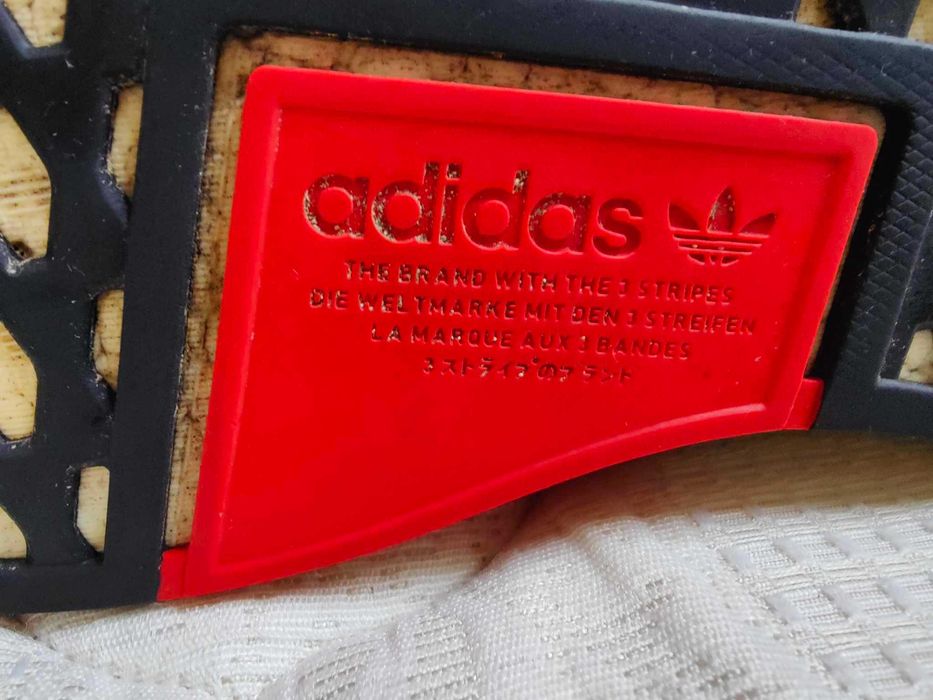 adidas
THE BRAND WITH THE 3 STRIPES
DIE WELTMARKE MIT DEN 3 STREIFEN
LA MARQUE AUX 3 BANDES
3ストライプのブランド